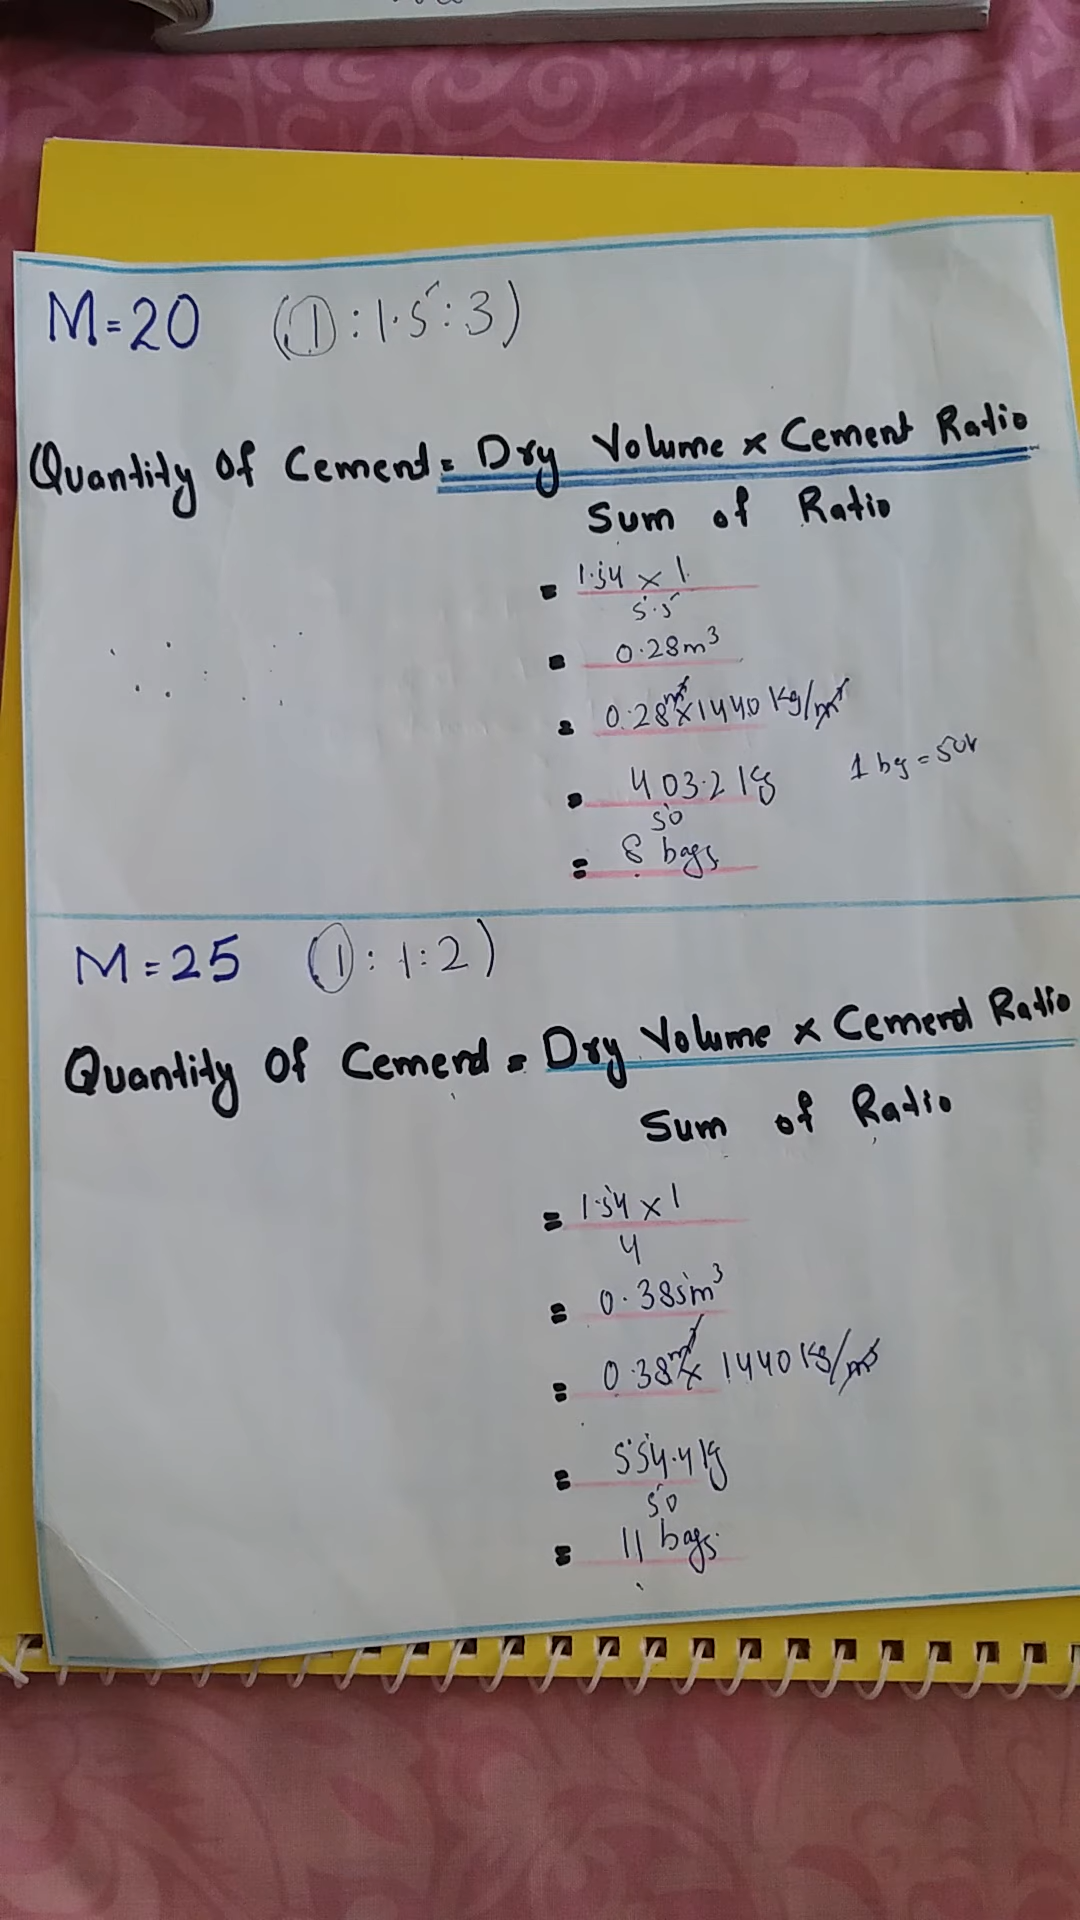 M=20 (1:1.5:3)
Quantity Of Cement = Dry Volume x Cement Ratio
Sum of Ratio
= 1.54 x 1
5.5
= 0.28m³
= 0.28m³ x 1440 Kg/m³
= 403.2 kg 1 bg = 50k
50
= 8 bags
M=25 (1:1:2)
Quantity Of Cement = Dry Volume x Cement Ratio
Sum of Ratio
= 1.54 x 1
4
= 0.385m³
= 0.38m³ x 1440 kg/m³
= 554.4 kg
50
= 11 bags